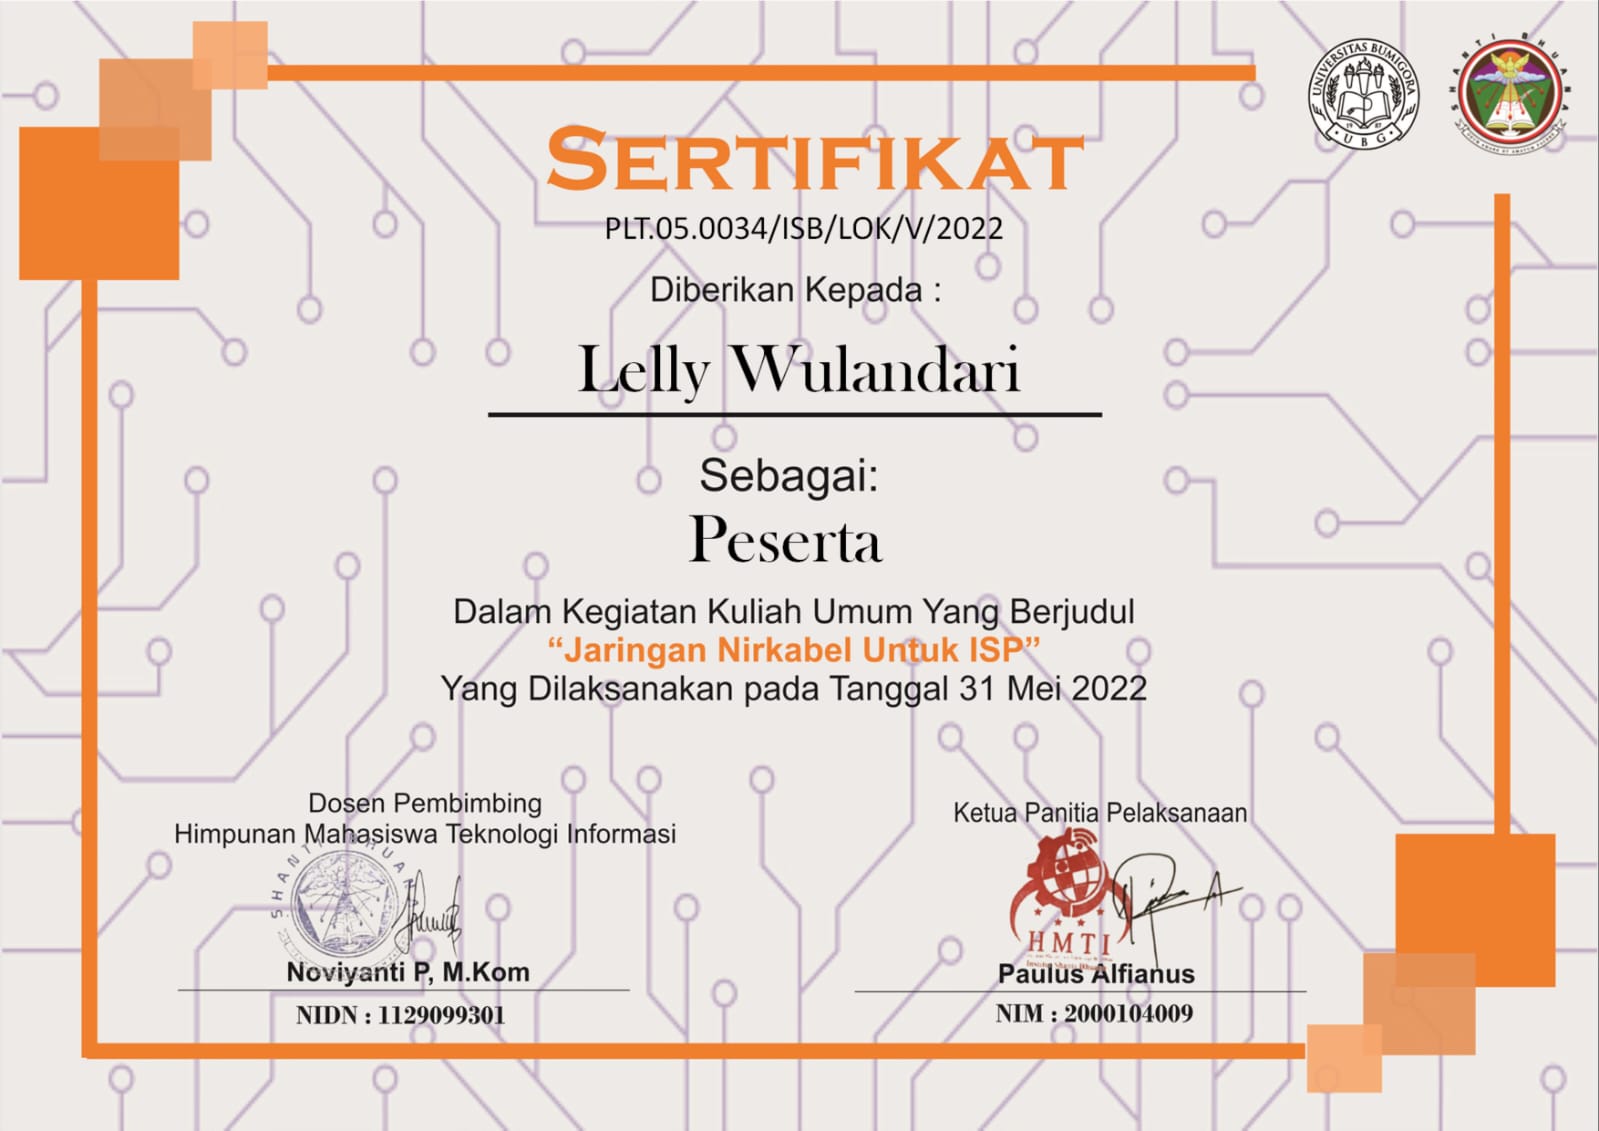 UNIVERSITAS BUMIGORA
UBG
SHANTI BHUANA
SERTIFIKAT
PLT.05.0034/ISB/LOK/V/2022
Diberikan Kepada :
Lelly Wulandari
Sebagai:
Peserta
Dalam Kegiatan Kuliah Umum Yang Berjudul
“Jaringan Nirkabel Untuk ISP”
Yang Dilaksanakan pada Tanggal 31 Mei 2022
Dosen Pembimbing
Himpunan Mahasiswa Teknologi Informasi
SHANTI BHUANA
Noviyanti P, M.Kom
NIDN : 1129099301
Ketua Panitia Pelaksanaan
HMTI
Paulus Alfianus
NIM : 2000104009